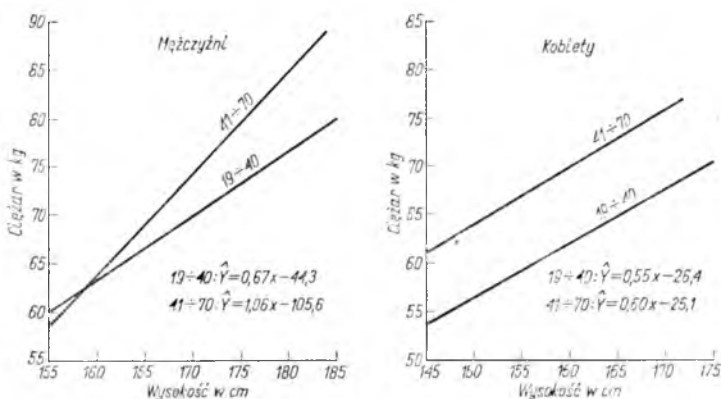 Mężczyźni
90
85
80
75
70
65
60
55
Ciężar w kg
41÷70
19÷40
19÷40: Ŷ=0,67x−44,3
41÷70: Ŷ=1,06x−105,6
155 160 165 170 175 180 185
Wysokość w cm
Kobiety
85
80
75
70
65
60
55
50
Ciężar w kg
41÷70
19÷40
19÷40: Ŷ=0,55x−26,4
41÷70: Ŷ=0,60x−25,1
145 150 155 160 165 170 175
Wysokość w cm